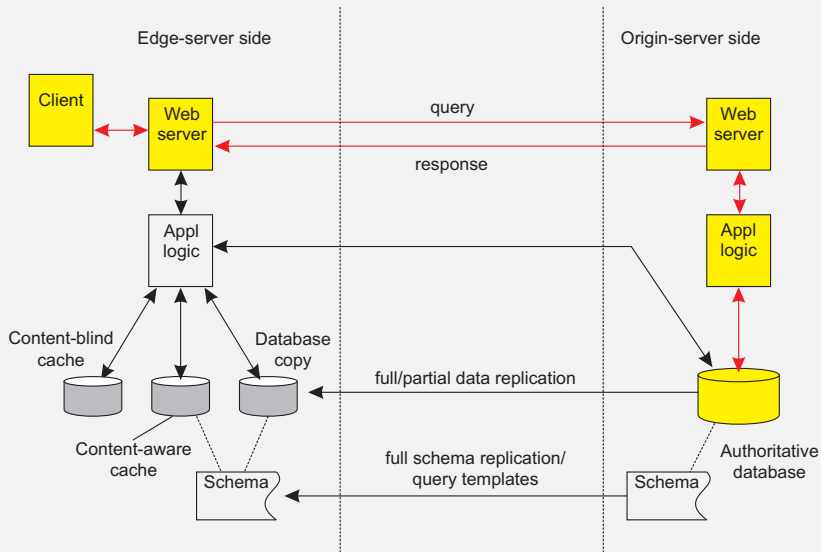 Edge-server side
Origin-server side
Client
Web
server
query
response
Web
server
Appl
logic
Appl
logic
Content-blind
cache
Database
copy
full/partial data replication
Content-aware
cache
Authoritative
database
Schema
full schema replication/
query templates
Schema